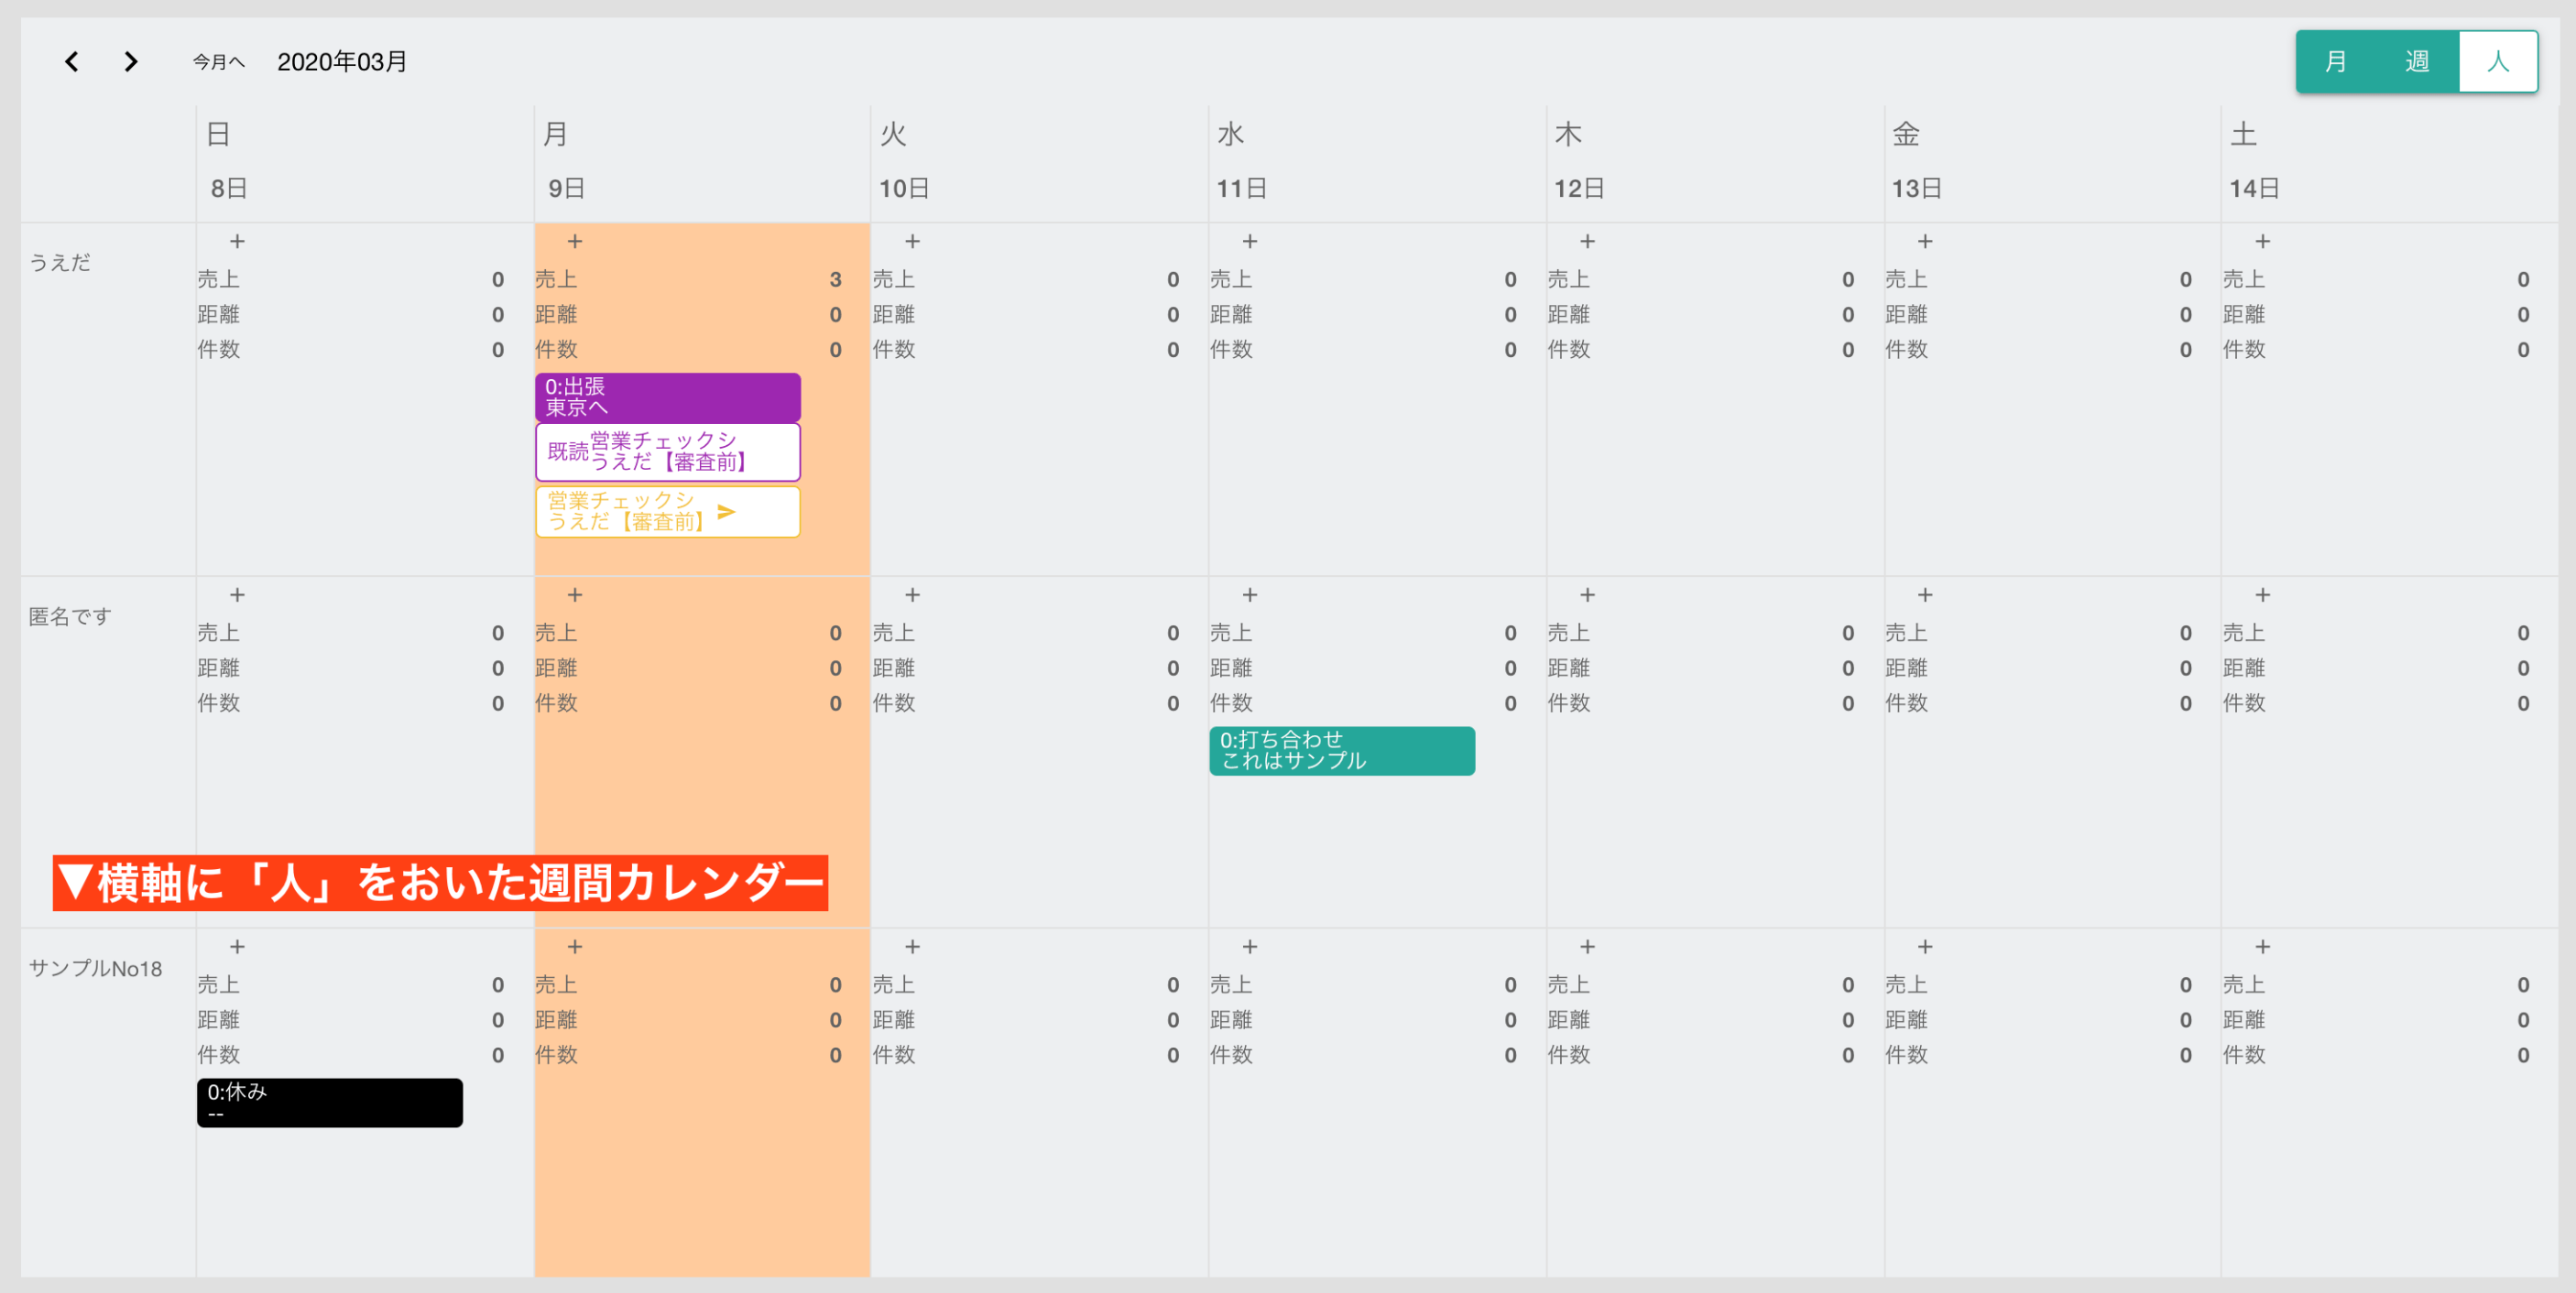 今月へ 2020年03月 月 週 人
日 月 火 水 木 金 土
8日 9日 10日 11日 12日 13日 14日
うえだ
+ + + + + + +
売上 0 売上 3 売上 0 売上 0 売上 0 売上 0 売上 0
距離 0 距離 0 距離 0 距離 0 距離 0 距離 0 距離 0
件数 0 件数 0 件数 0 件数 0 件数 0 件数 0 件数 0
0:出張
東京へ
既読 営業チェックシ
うえだ【審査前】
営業チェックシ
うえだ【審査前】
匿名です
+ + + + + + +
売上 0 売上 0 売上 0 売上 0 売上 0 売上 0 売上 0
距離 0 距離 0 距離 0 距離 0 距離 0 距離 0 距離 0
件数 0 件数 0 件数 0 件数 0 件数 0 件数 0 件数 0
0:打ち合わせ
これはサンプル
▼横軸に「人」をおいた週間カレンダー
サンプルNo18
+ + + + + + +
売上 0 売上 0 売上 0 売上 0 売上 0 売上 0 売上 0
距離 0 距離 0 距離 0 距離 0 距離 0 距離 0 距離 0
件数 0 件数 0 件数 0 件数 0 件数 0 件数 0 件数 0
0:休み
--